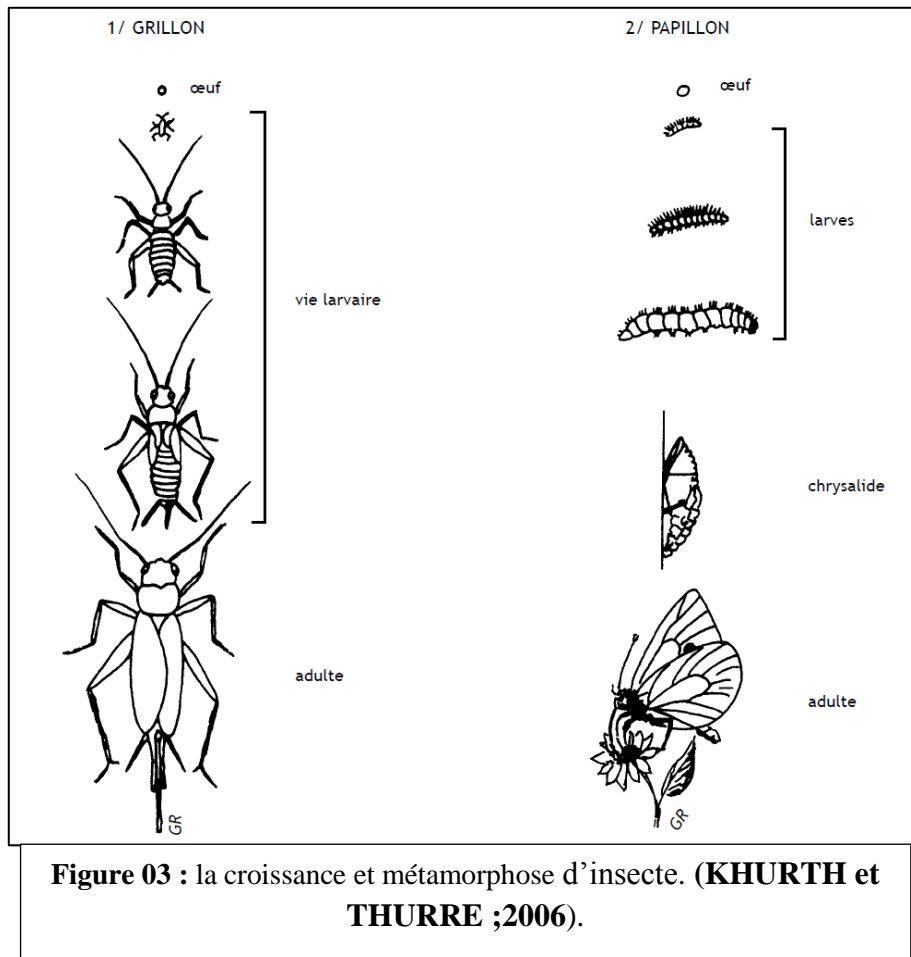 1/ GRILLON
œuf
vie larvaire
adulte
GR
2/ PAPILLON
œuf
larves
chrysalide
adulte
GR
Figure 03 : la croissance et métamorphose d'insecte. (KHURTH et
THURRE ;2006).